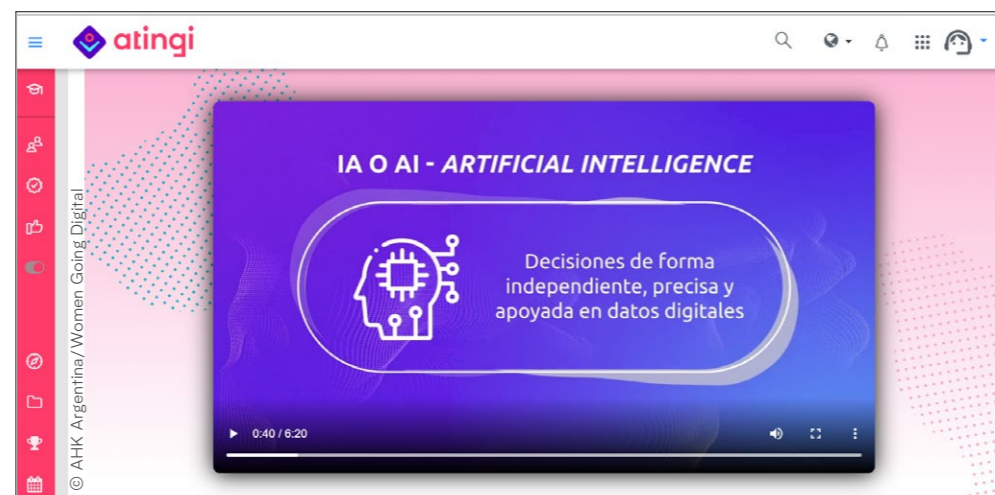 atingi
© AHK Argentina/Women Going Digital
IA O AI - ARTIFICIAL INTELLIGENCE
Decisiones de forma
independiente, precisa y
apoyada en datos digitales
0:40 / 6:20